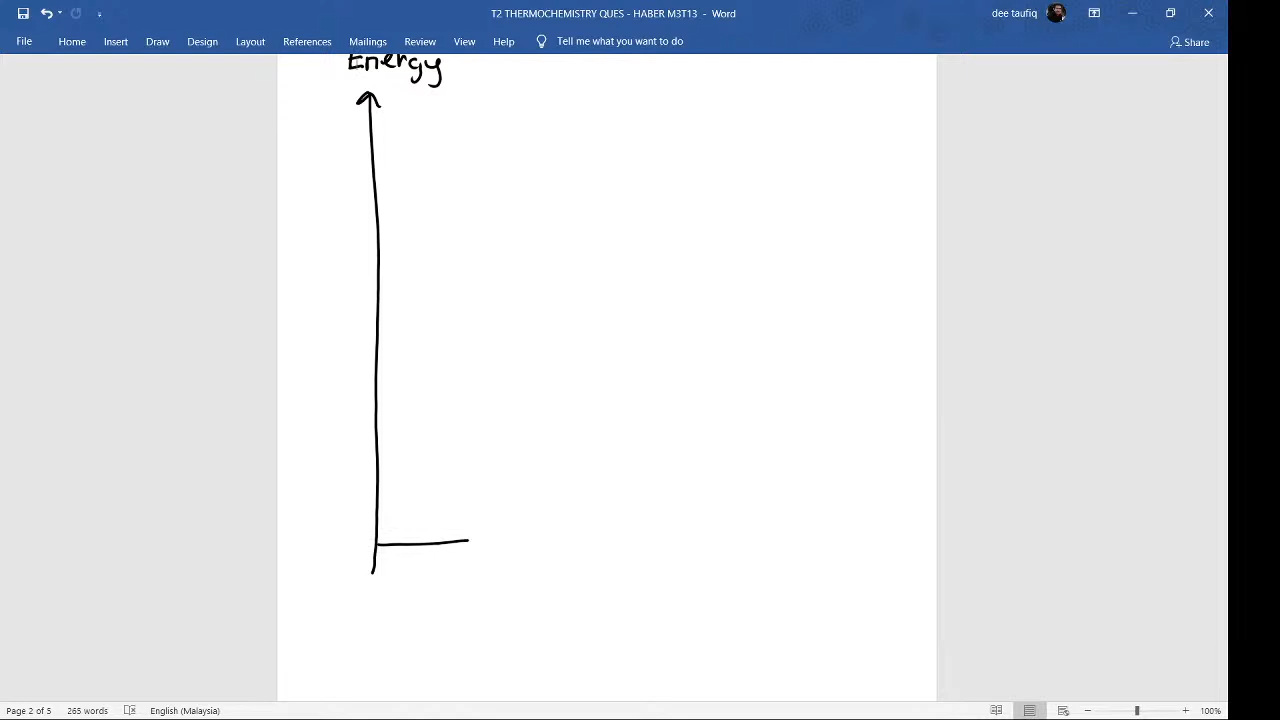 T2 THERMOCHEMISTRY QUES - HABER M3T13 - Word
dee taufiq
File Home Insert Draw Design Layout References Mailings Review View Help Tell me what you want to do Share
Energy
Page 2 of 5 265 words English (Malaysia) 100%